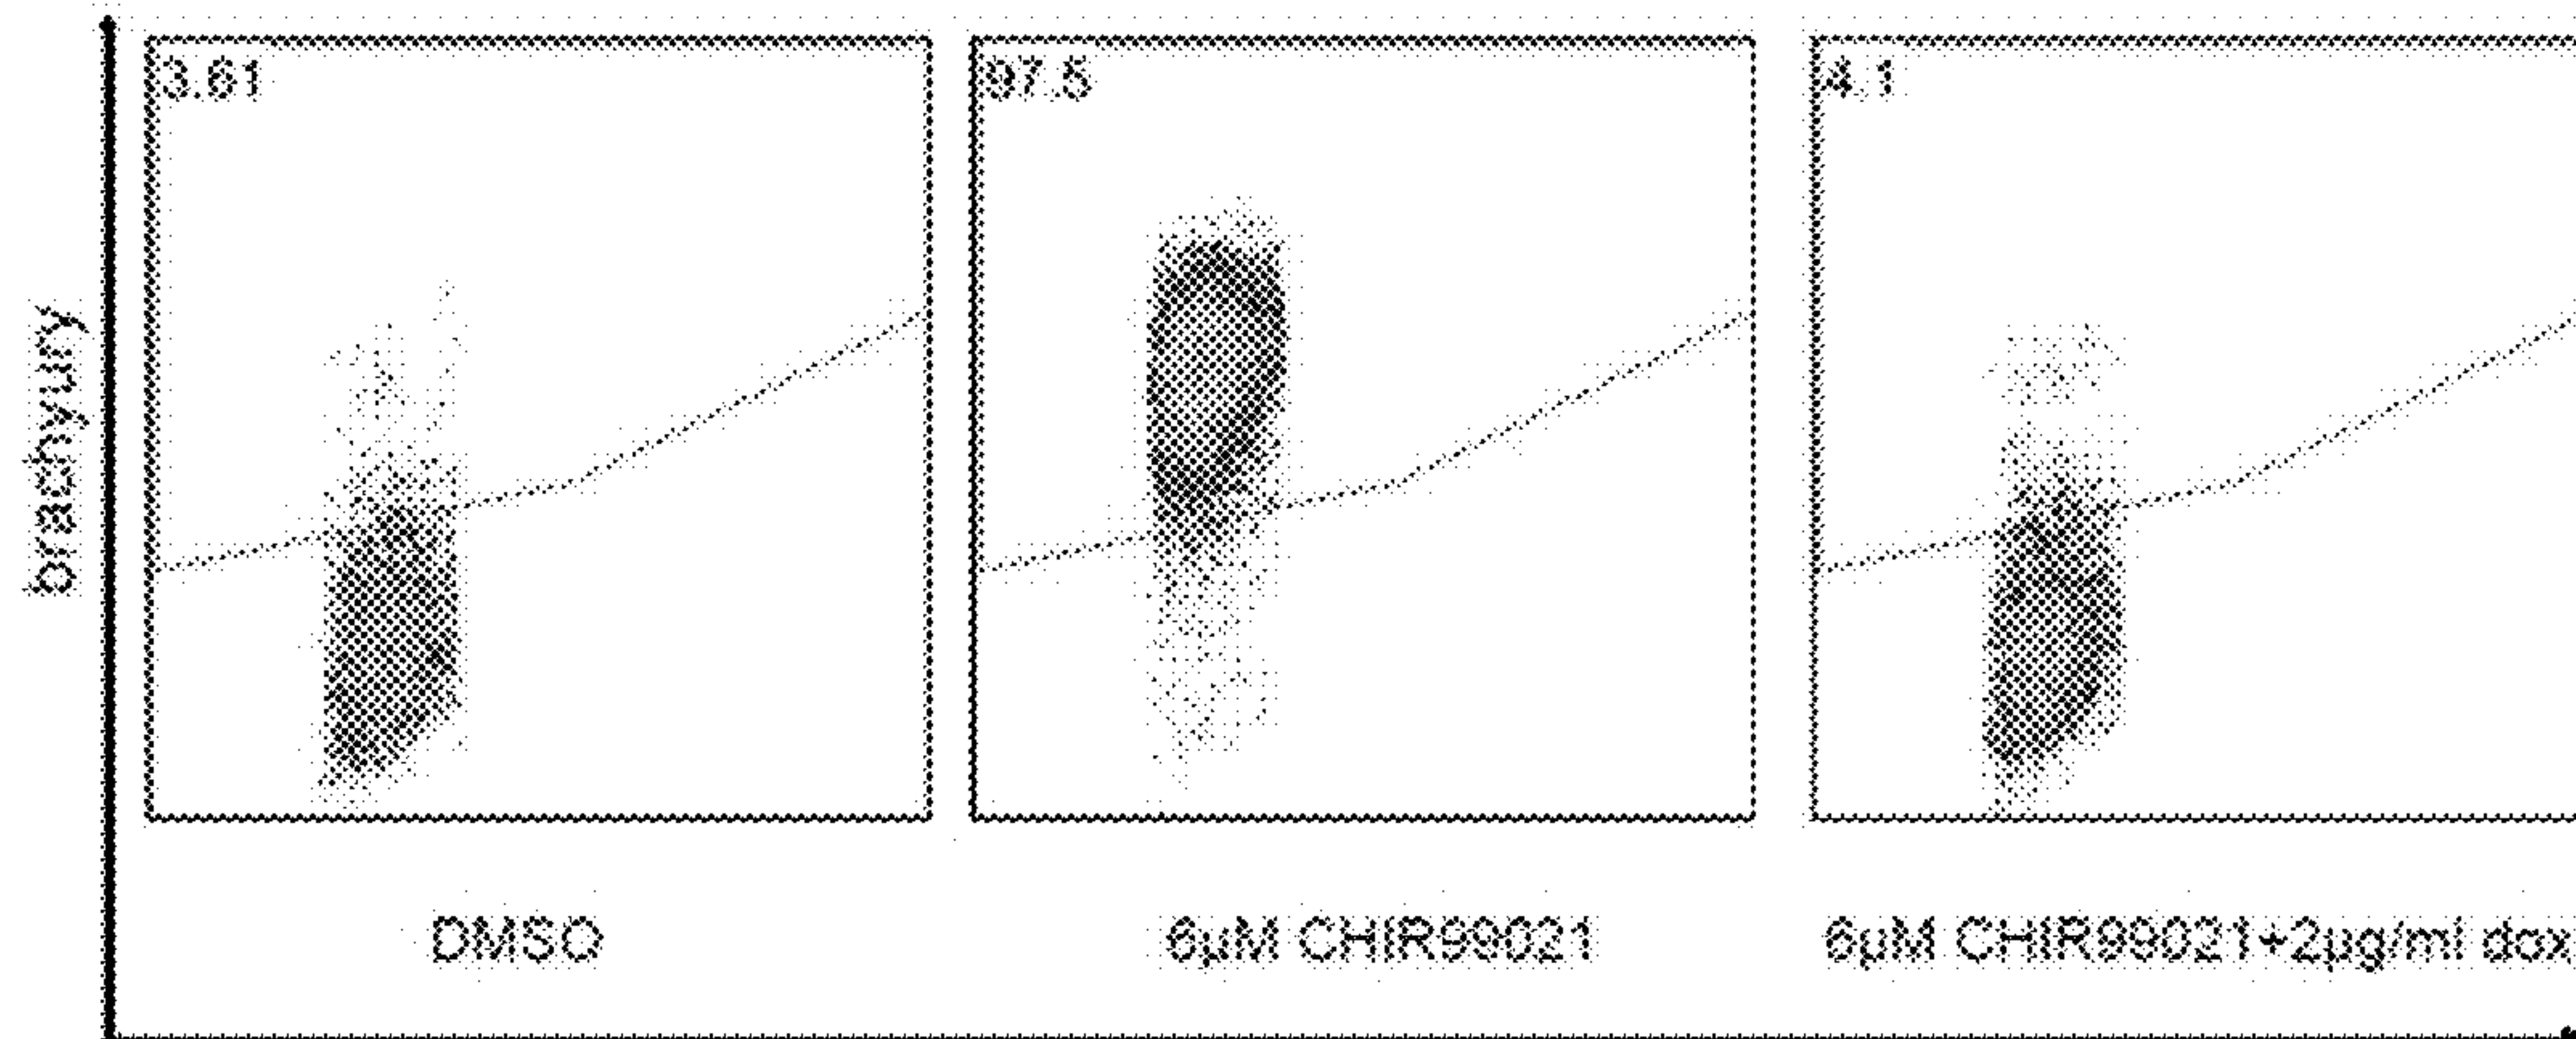 brachyury
3.61
97.5
4.1
DMSO
6µM CHIR99021
6µM CHIR99021+2µg/ml dox